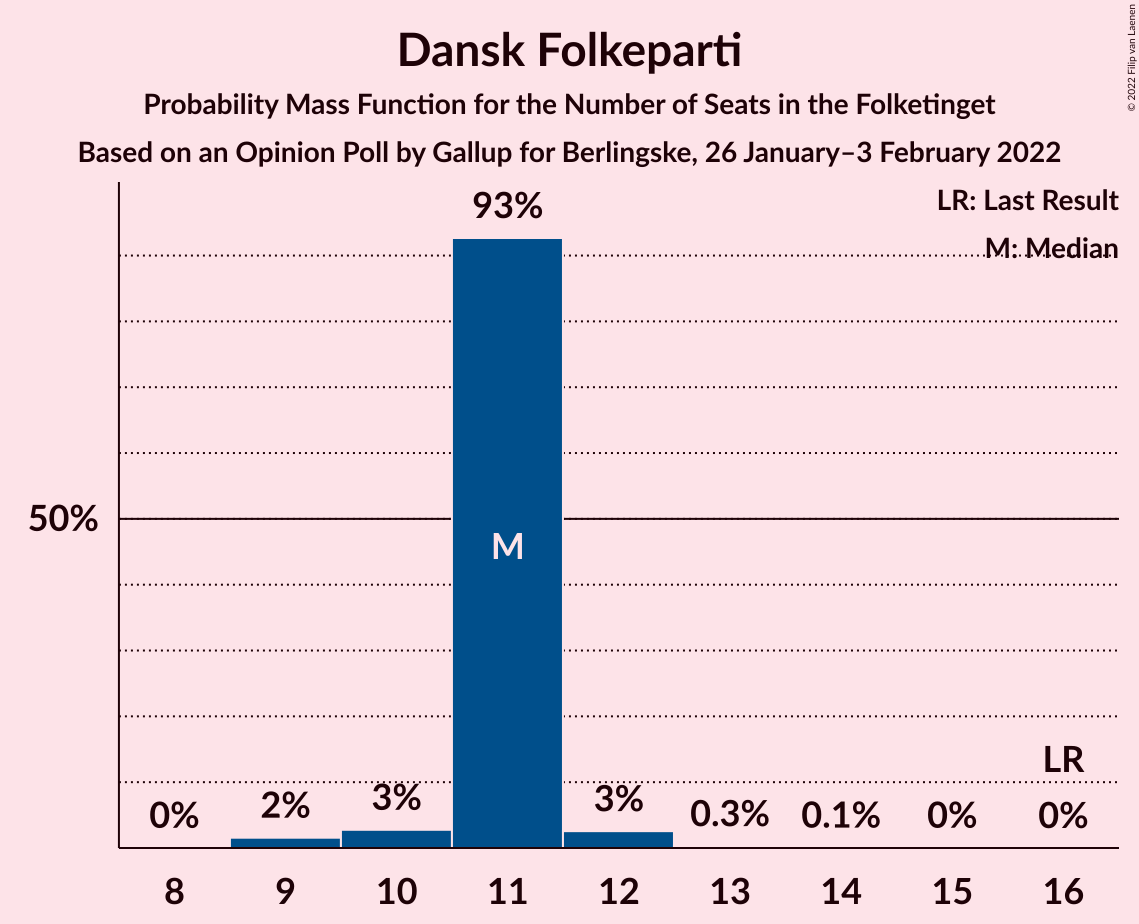 Dansk Folkeparti
Probability Mass Function for the Number of Seats in the Folketinget
Based on an Opinion Poll by Gallup for Berlingske, 26 January–3 February 2022
© 2022 Filip van Laenen
LR: Last Result
M: Median
93%
50%
M
LR
0%
2%
3%
3%
0.3%
0.1%
0%
0%
8 9 10 11 12 13 14 15 16